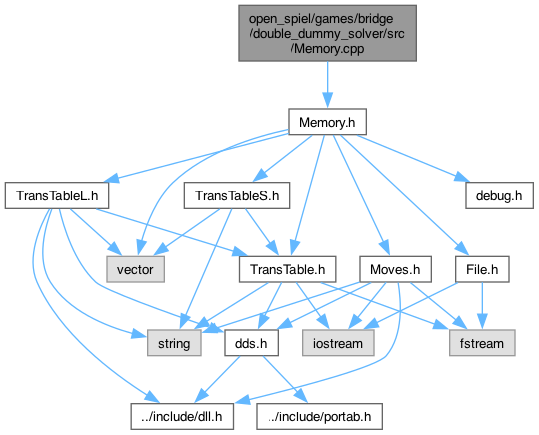 open_spiel/games/bridge
/double_dummy_solver/src
/Memory.cpp
Memory.h
TransTableL.h
TransTableS.h
debug.h
vector
TransTable.h
Moves.h
File.h
string
dds.h
iostream
fstream
../include/dll.h
../include/portab.h